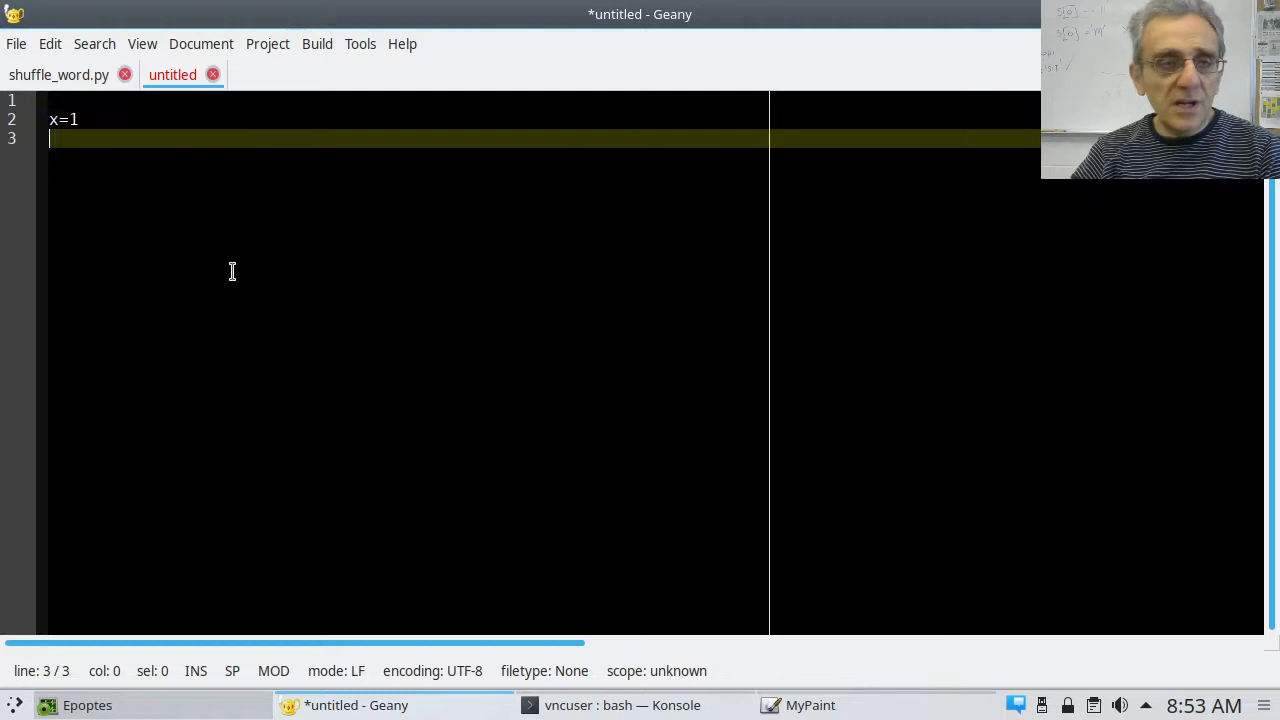 *untitled - Geany
File Edit Search View Document Project Build Tools Help
shuffle_word.py untitled
1
2 x=1
3
line: 3 / 3 col: 0 sel: 0 INS SP MOD mode: LF encoding: UTF-8 filetype: None scope: unknown
Epoptes *untitled - Geany vncuser : bash — Konsole MyPaint 8:53 AM